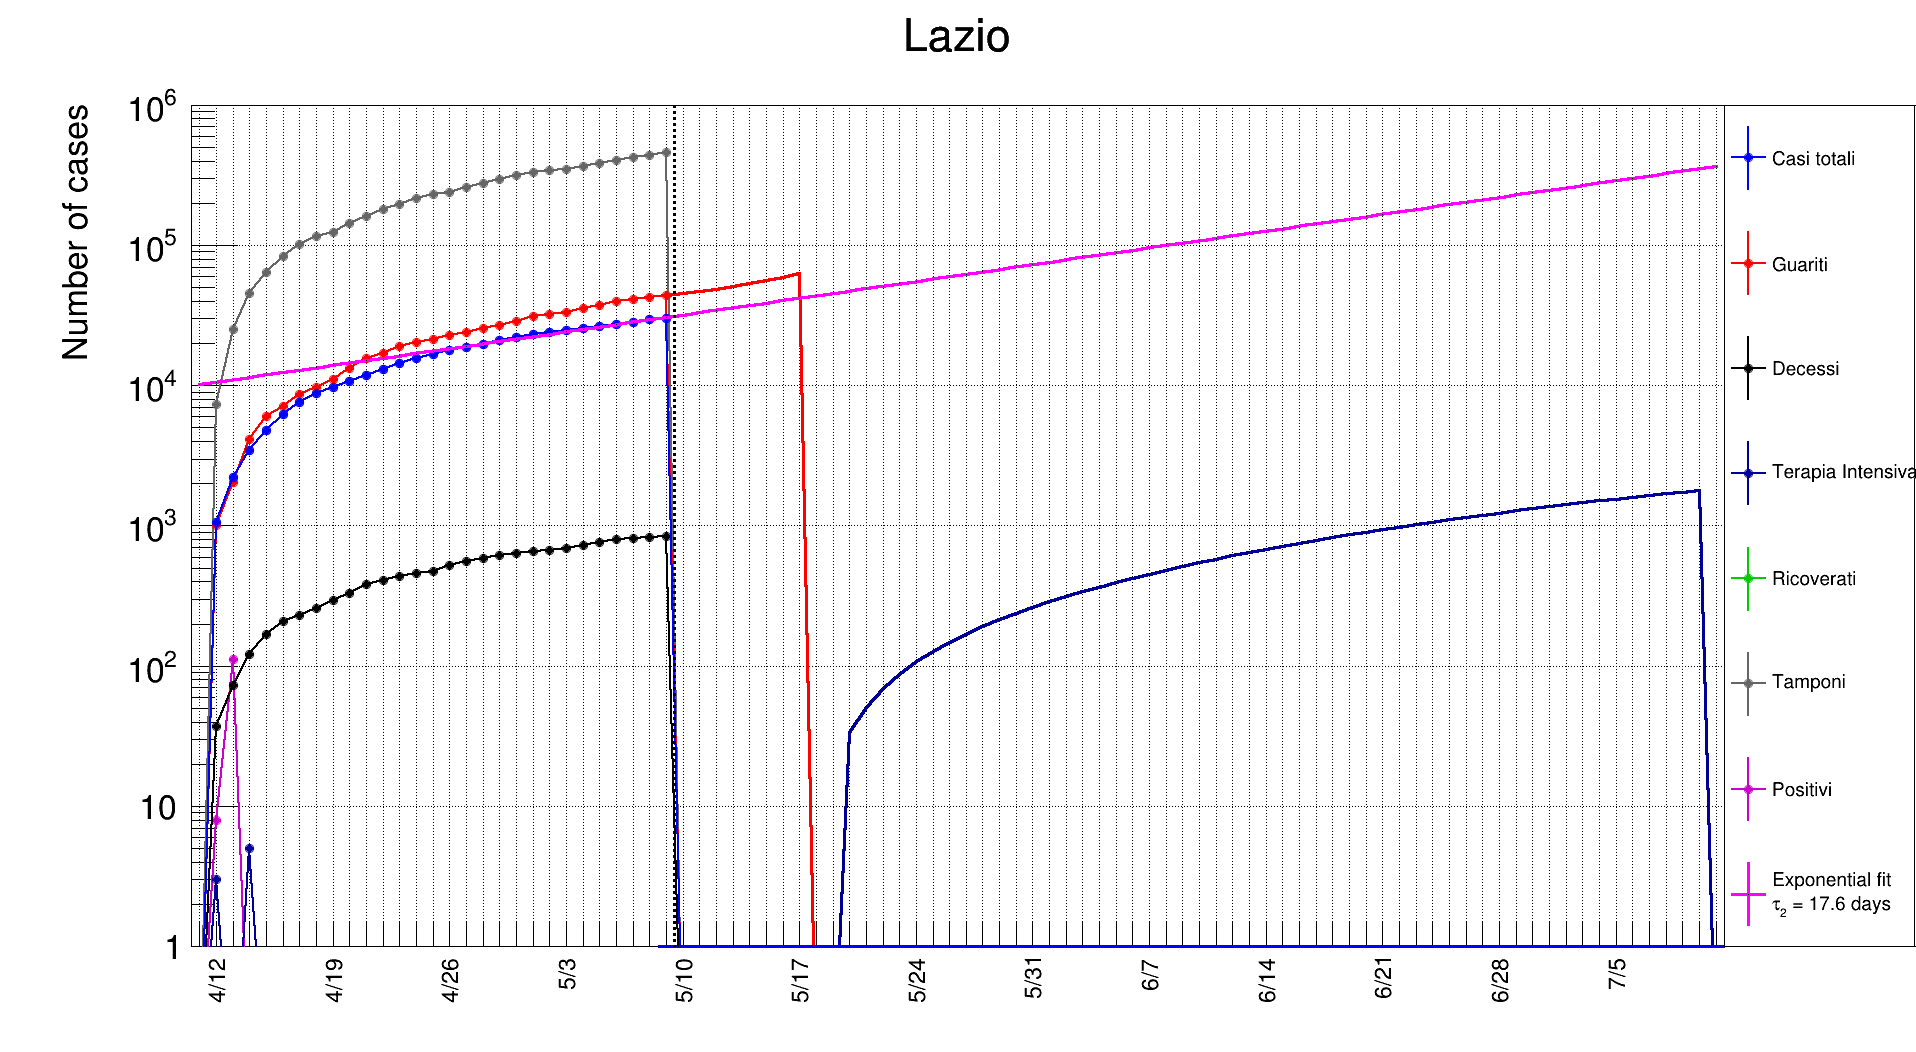 Lazio
Number of cases
10^6
10^5
10^4
10^3
10^2
10
1
4/12
4/19
4/26
5/3
5/10
5/17
5/24
5/31
6/7
6/14
6/21
6/28
7/5
Casi totali
Guariti
Decessi
Terapia Intensiva
Ricoverati
Tamponi
Positivi
Exponential fit
τ₂ = 17.6 days